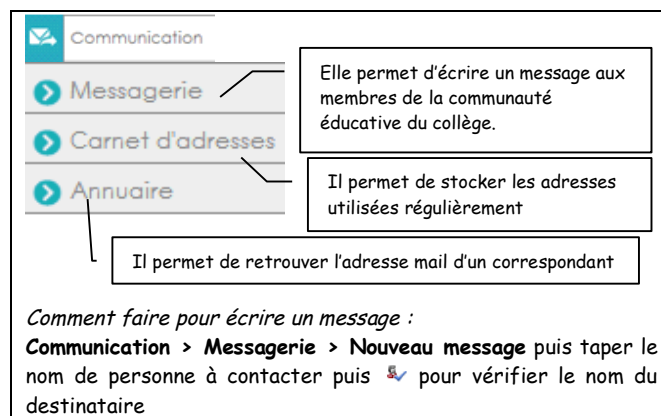 Communication
Messagerie
Elle permet d'écrire un message aux
membres de la communauté
éducative du collège.
Carnet d'adresses
Il permet de stocker les adresses
utilisées régulièrement
Annuaire
Il permet de retrouver l'adresse mail d'un correspondant
Comment faire pour écrire un message :
Communication > Messagerie > Nouveau message puis taper le
nom de personne à contacter puis pour vérifier le nom du
destinataire